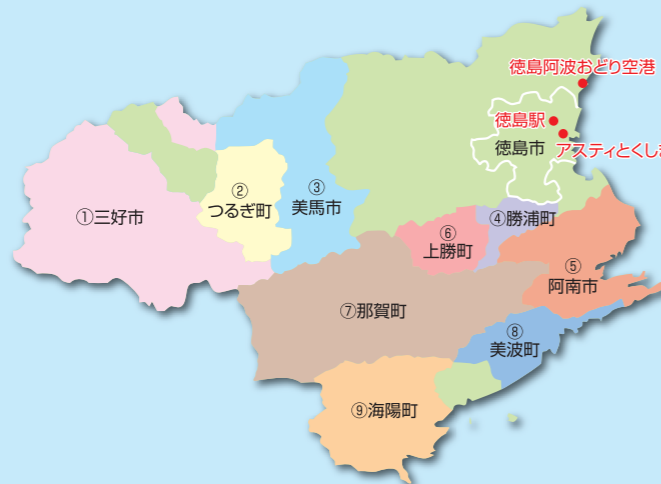 徳島阿波おどり空港
徳島駅
徳島市
アスティとくしま
①三好市
②
つるぎ町
③
美馬市
④勝浦町
⑤
阿南市
⑥
上勝町
⑦那賀町
⑧
美波町
⑨海陽町